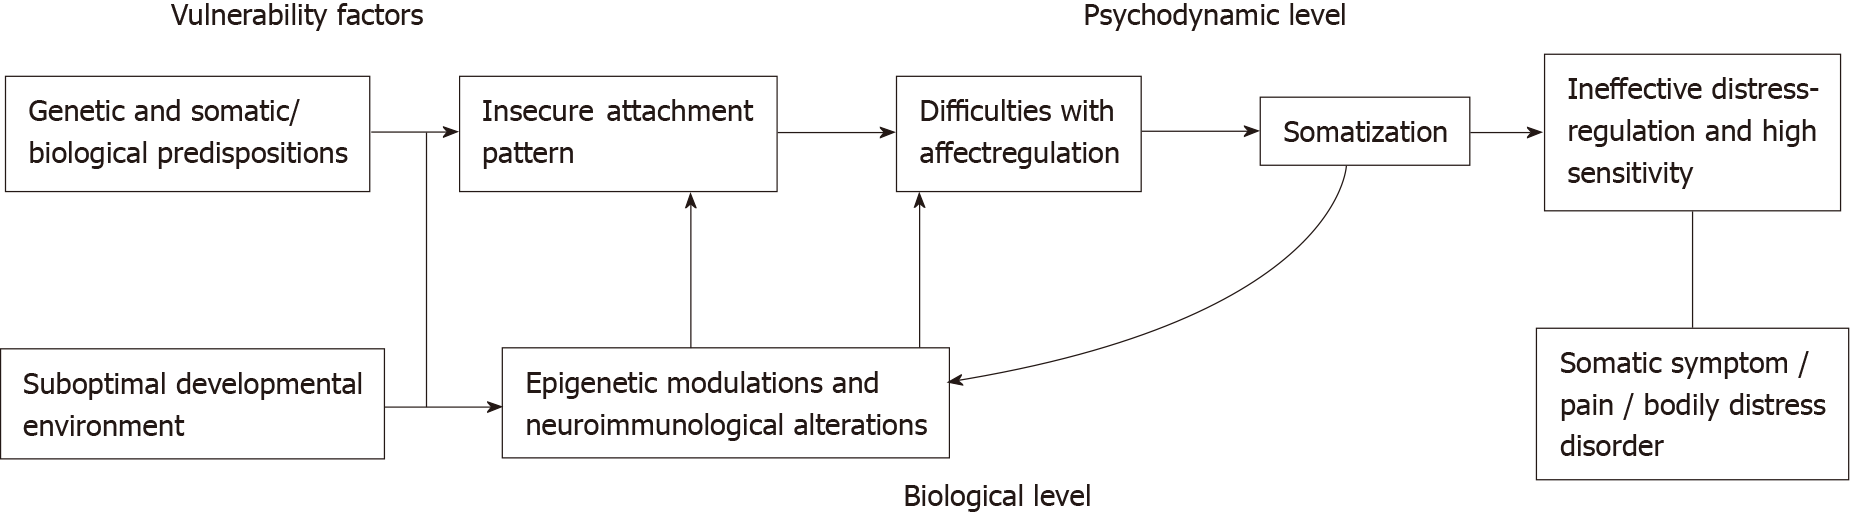 Vulnerability factors
Psychodynamic level
Genetic and somatic/
biological predispositions
Insecure attachment
pattern
Difficulties with
affectregulation
Somatization
Ineffective distress-
regulation and high
sensitivity
Suboptimal developmental
environment
Epigenetic modulations and
neuroimmunological alterations
Somatic symptom /
pain / bodily distress
disorder
Biological level